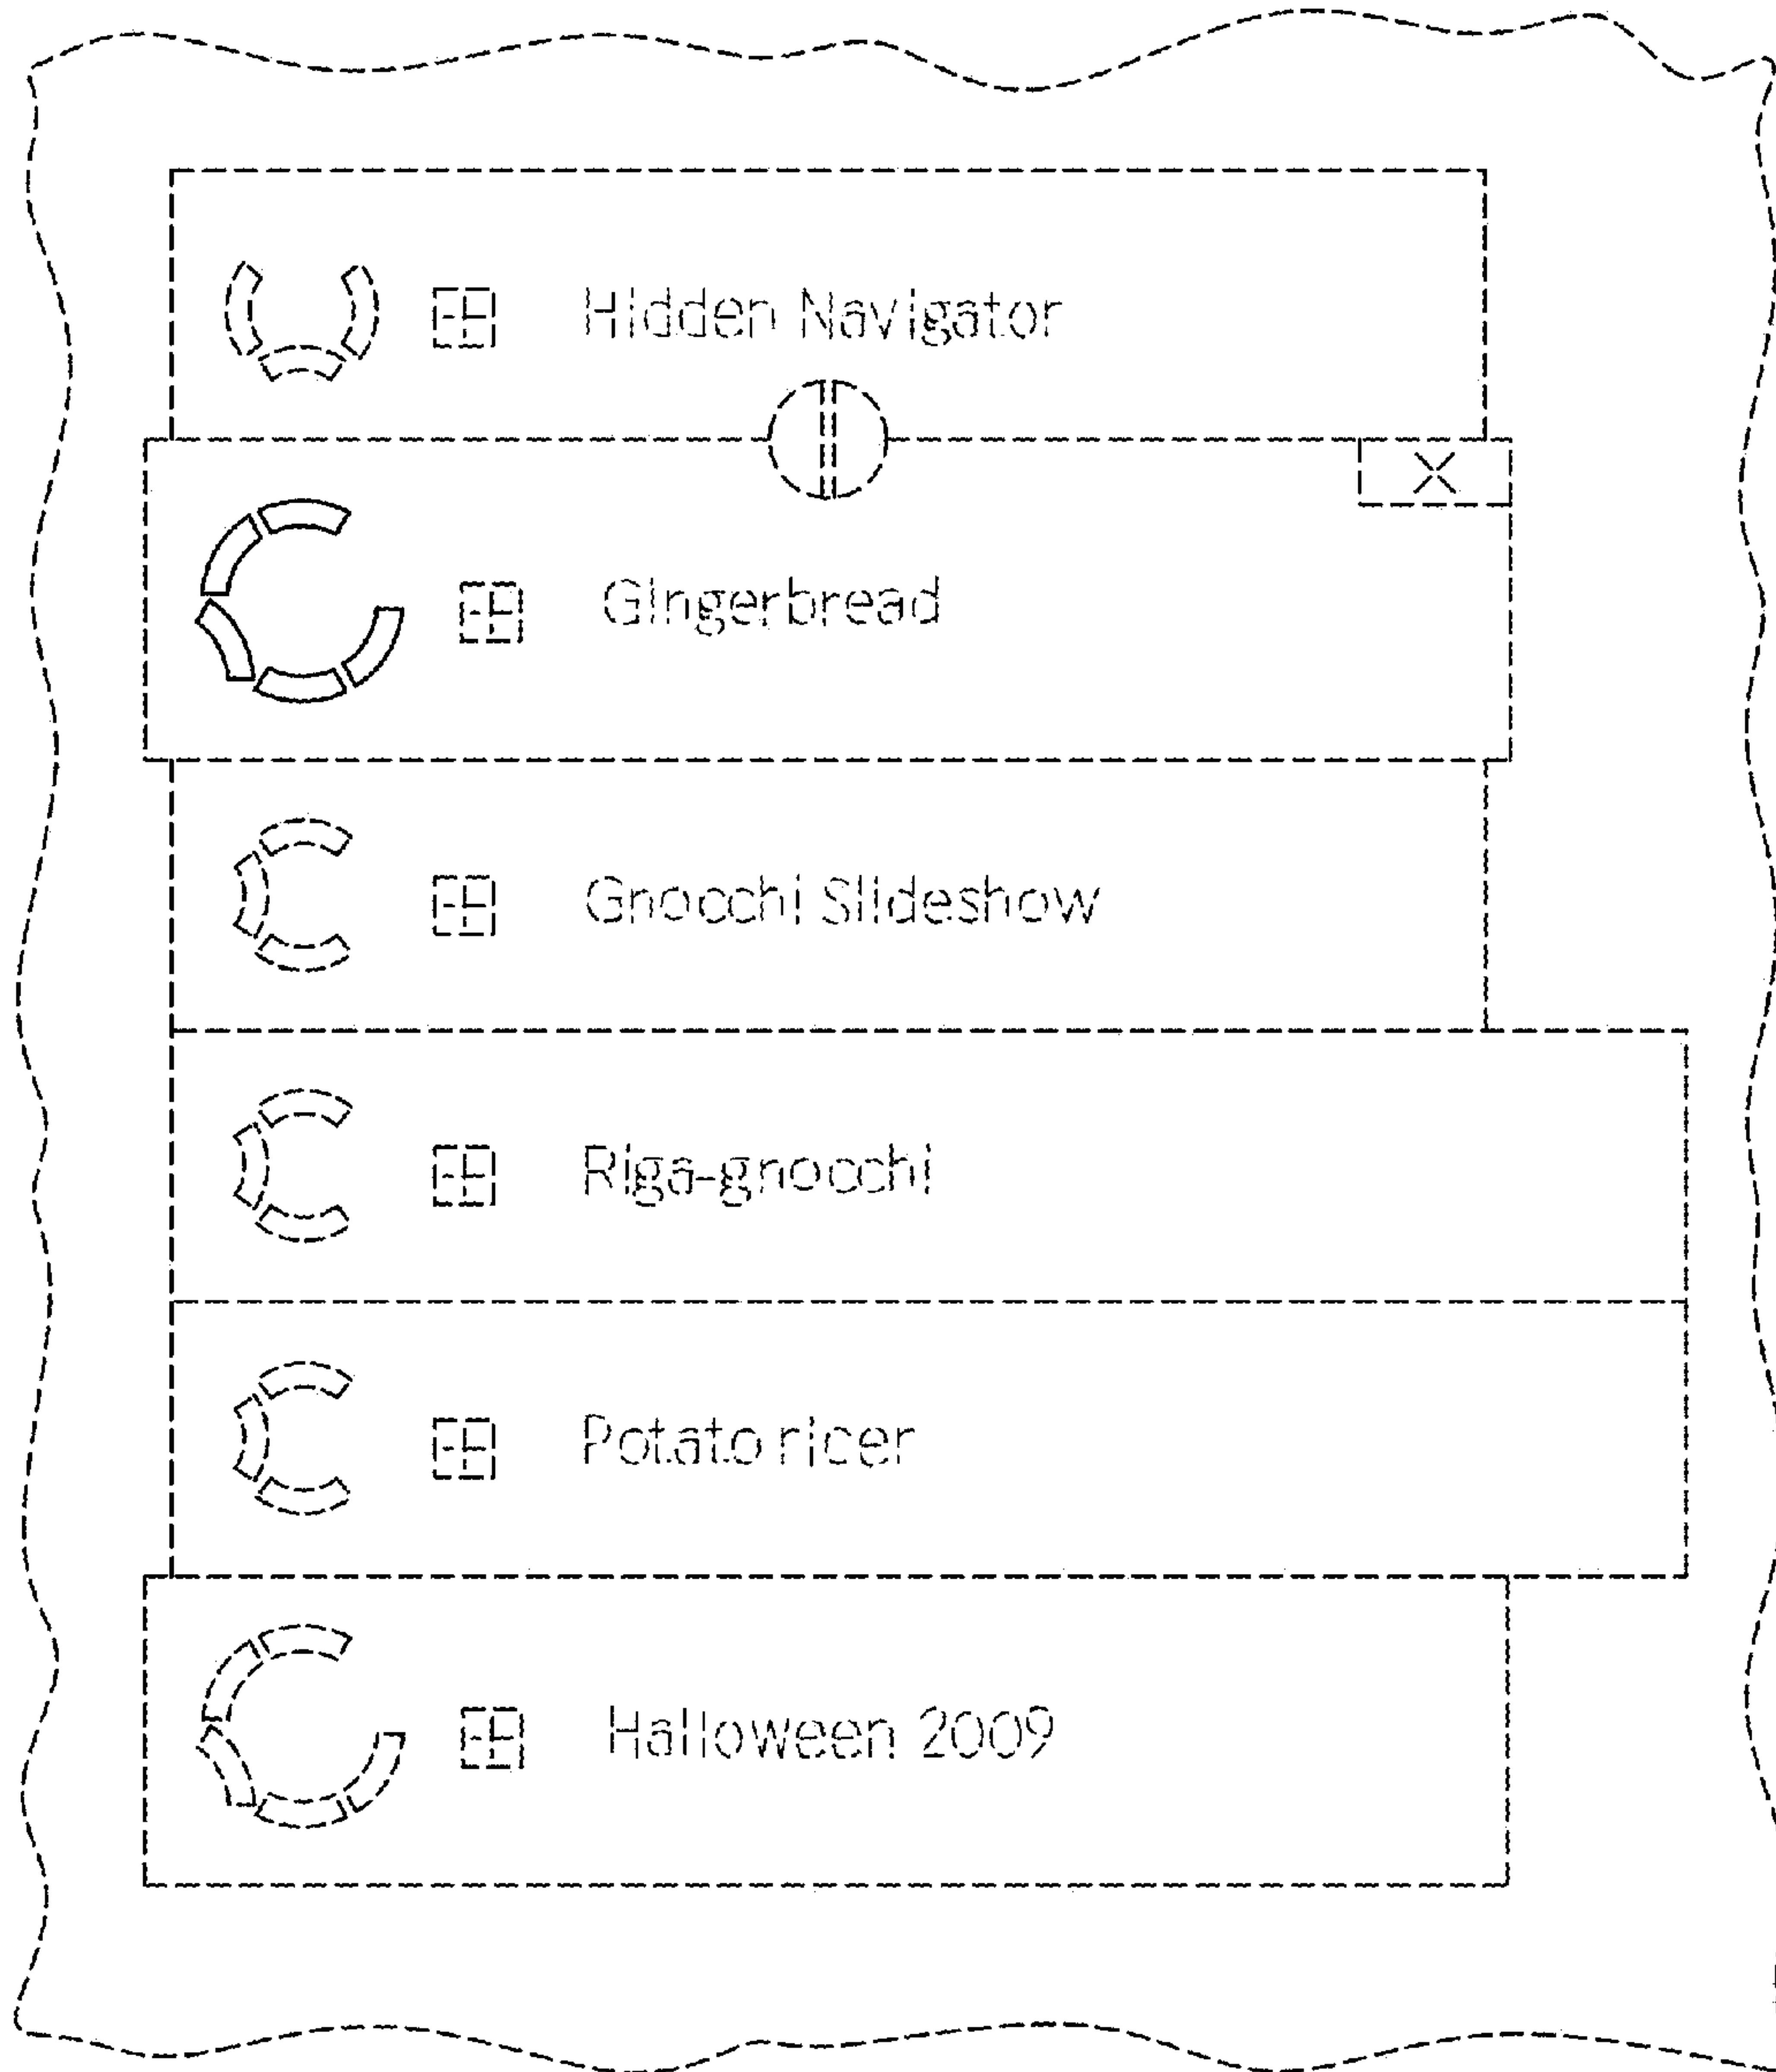 Hidden Navigator
X
Gingerbread
Gnocchi Slideshow
Riga-gnocchi
Potato ricer
Halloween 2009